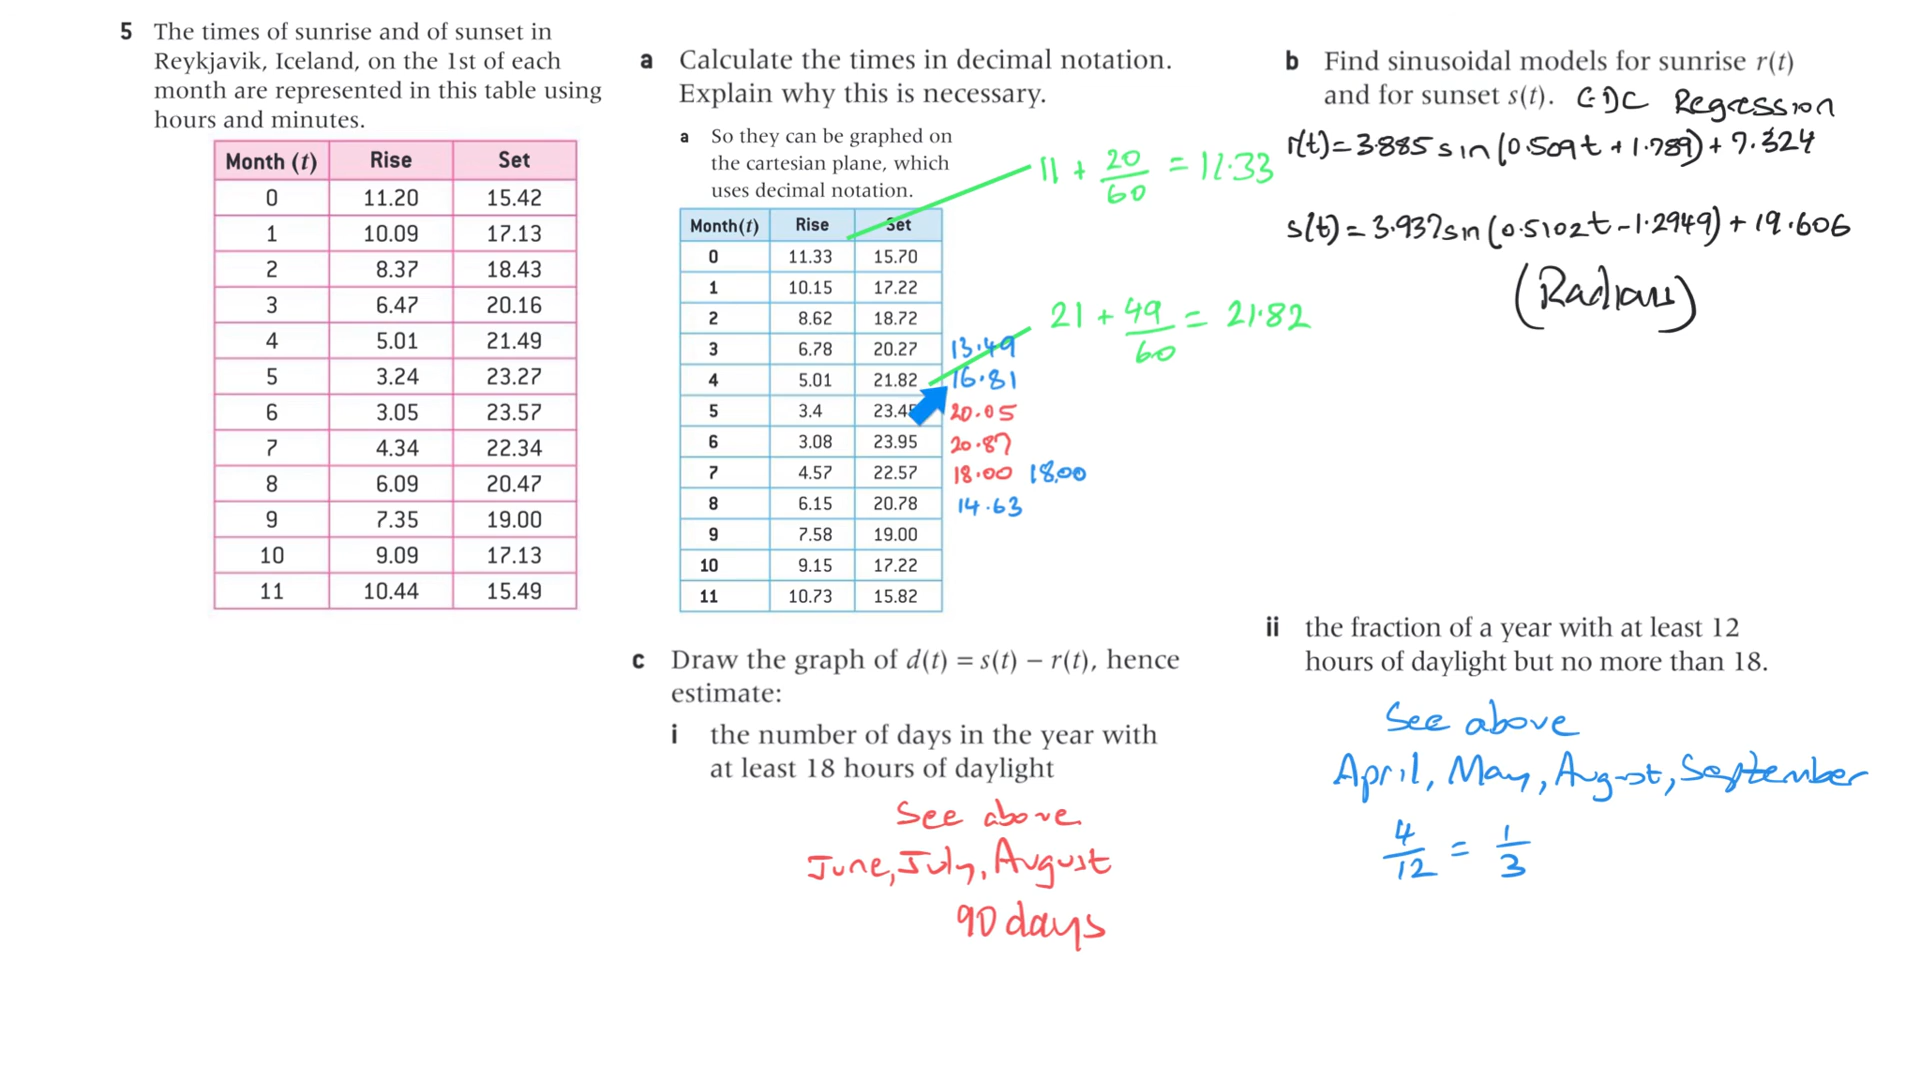 5 The times of sunrise and of sunset in
Reykjavik, Iceland, on the 1st of each
month are represented in this table using
hours and minutes.
Month (t) Rise Set
0 11.20 15.42
1 10.09 17.13
2 8.37 18.43
3 6.47 20.16
4 5.01 21.49
5 3.24 23.27
6 3.05 23.57
7 4.34 22.34
8 6.09 20.47
9 7.35 19.00
10 9.09 17.13
11 10.44 15.49
a Calculate the times in decimal notation.
Explain why this is necessary.
a So they can be graphed on
the cartesian plane, which
uses decimal notation.
11 + 20/60 = 11.33
Month(t) Rise Set
0 11.33 15.70
1 10.15 17.22
2 8.62 18.72
3 6.78 20.27 13.49
4 5.01 21.82 16.81
5 3.4 20.05
6 3.08 23.95 20.87
7 4.57 22.57 18.00 18.00
8 6.15 20.78 14.63
9 7.58 19.00
10 9.15 17.22
11 10.73 15.82
21 + 49/60 = 21.82
c Draw the graph of d(t) = s(t) − r(t), hence
estimate:
i the number of days in the year with
at least 18 hours of daylight
See above
June, July, August
90 days
b Find sinusoidal models for sunrise r(t)
and for sunset s(t). GDC Regression
r(t) = 3.885 sin (0.509t + 1.789) + 7.324
s(t) = 3.937 sin (0.5102t - 1.2949) + 19.606
(Radians)
ii the fraction of a year with at least 12
hours of daylight but no more than 18.
See above
April, May, August, September
4/12 = 1/3